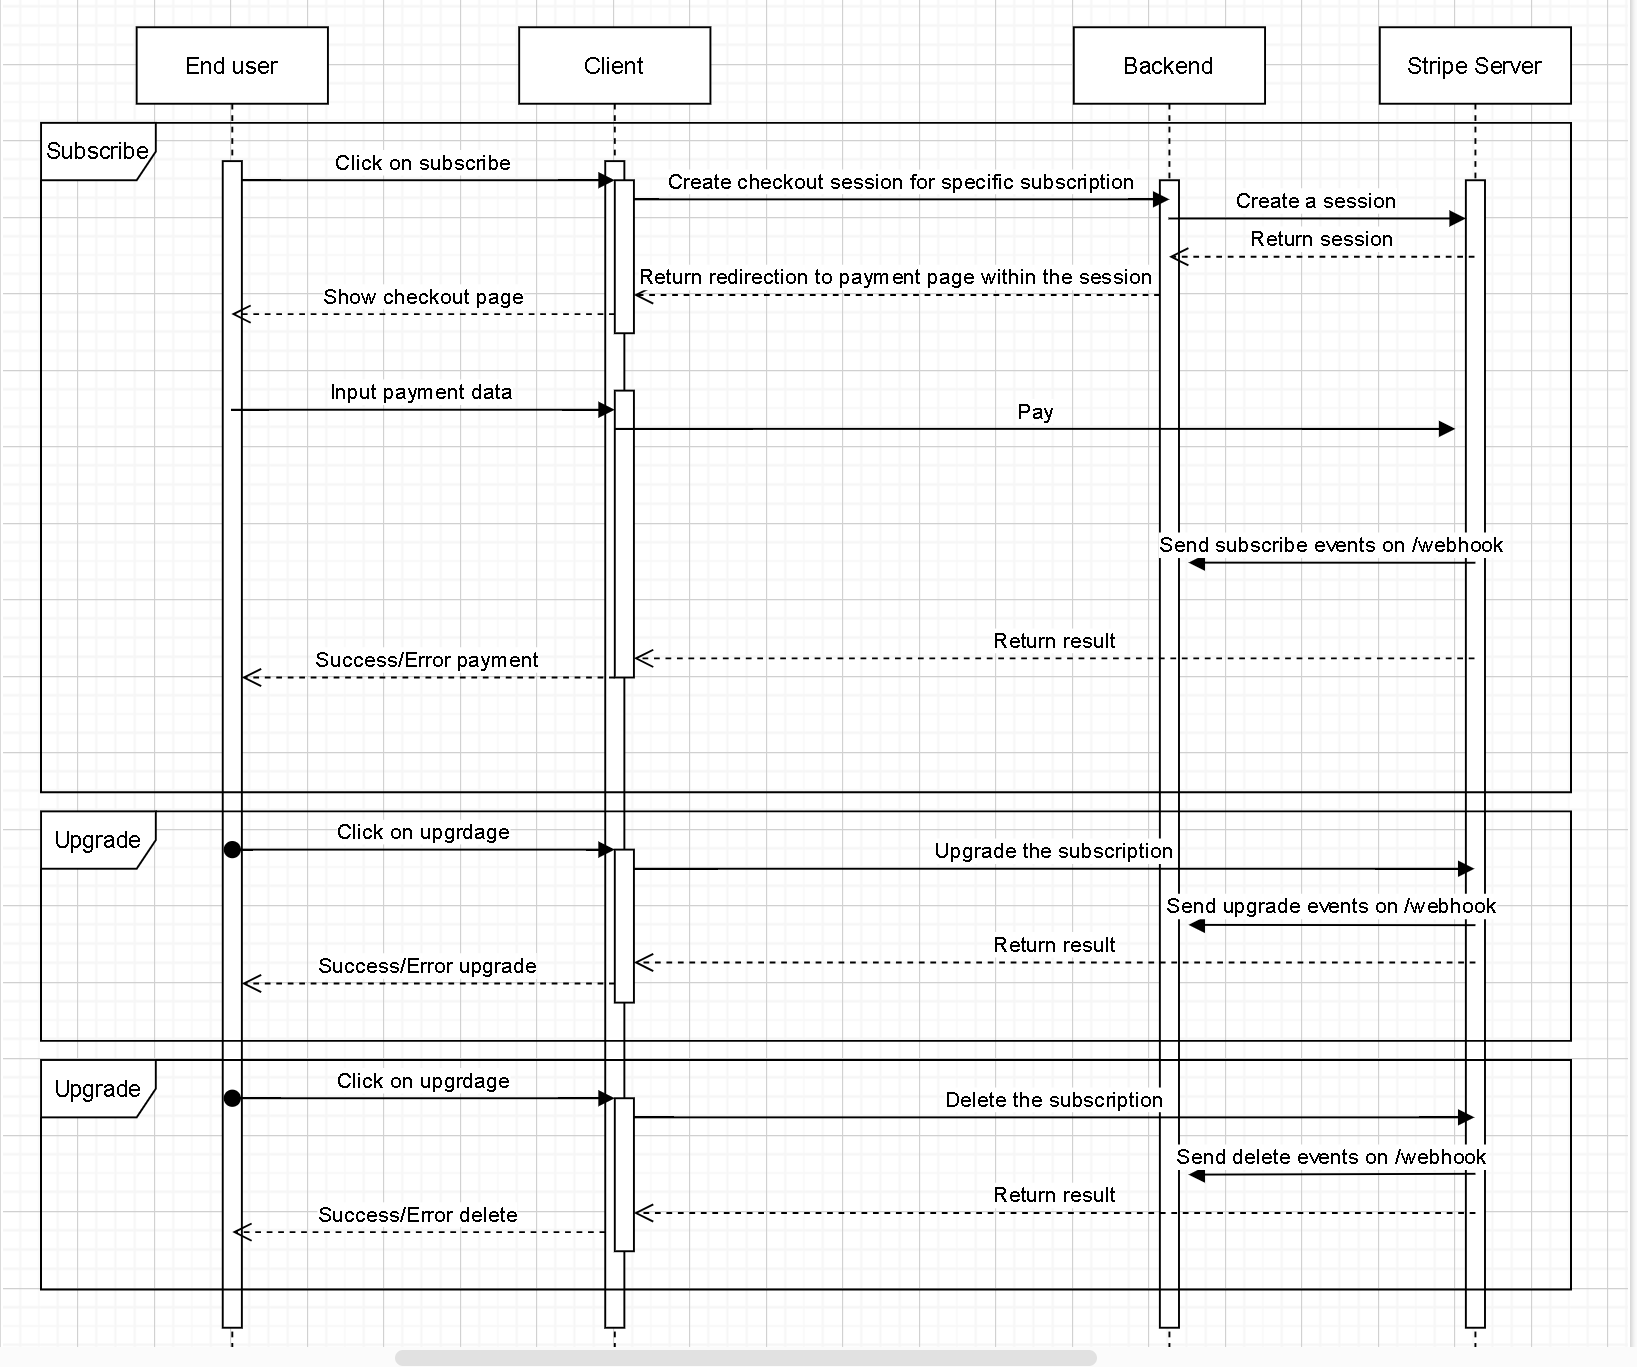 End user
Client
Backend
Stripe Server
Subscribe
Click on subscribe
Create checkout session for specific subscription
Create a session
Return session
Return redirection to payment page within the session
Show checkout page
Input payment data
Pay
Send subscribe events on /webhook
Return result
Success/Error payment
Upgrade
Click on upgrdage
Upgrade the subscription
Send upgrade events on /webhook
Return result
Success/Error upgrade
Upgrade
Click on upgrdage
Delete the subscription
Send delete events on /webhook
Return result
Success/Error delete